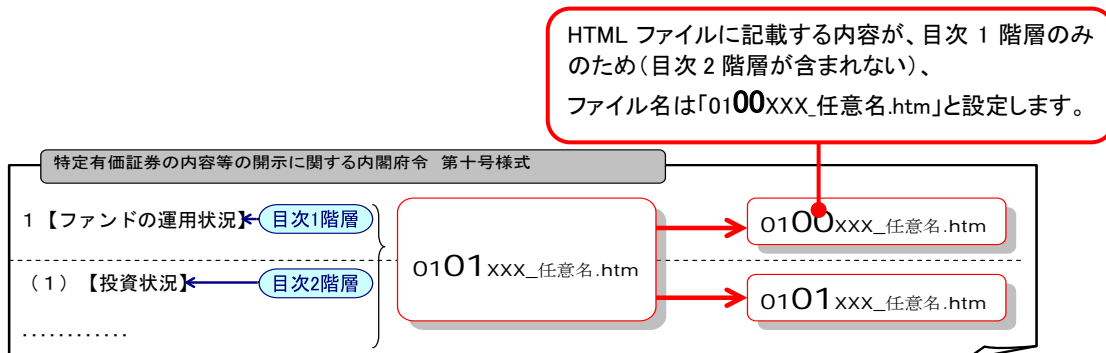 HTML ファイルに記載する内容が、目次 1 階層のみ
のため(目次 2 階層が含まれない)、
ファイル名は「0100XXX_任意名.htm」と設定します。
特定有価証券の内容等の開示に関する内閣府令 第十号様式
1【ファンドの運用状況】
目次1階層
0100XXX_任意名.htm
0101XXX_任意名.htm
(1)【投資状況】
目次2階層
0101XXX_任意名.htm
…………